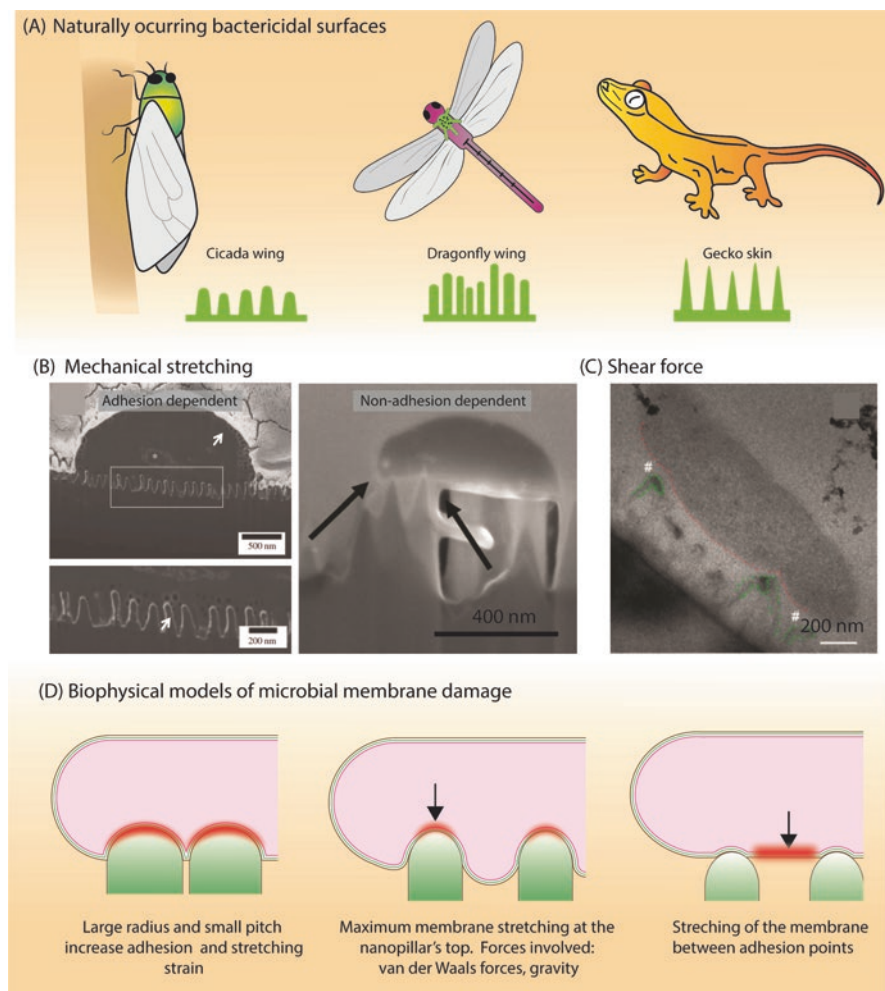 (A) Naturally ocurring bactericidal surfaces
Cicada wing
Dragonfly wing
Gecko skin
(B) Mechanical stretching
(C) Shear force
Adhesion dependent
Non-adhesion dependent
500 nm
200 nm
400 nm
#
#
200 nm
(D) Biophysical models of microbial membrane damage
Large radius and small pitch
increase adhesion and stretching
strain
Maximum membrane stretching at the
nanopillar's top. Forces involved:
van der Waals forces, gravity
Streching of the membrane
between adhesion points